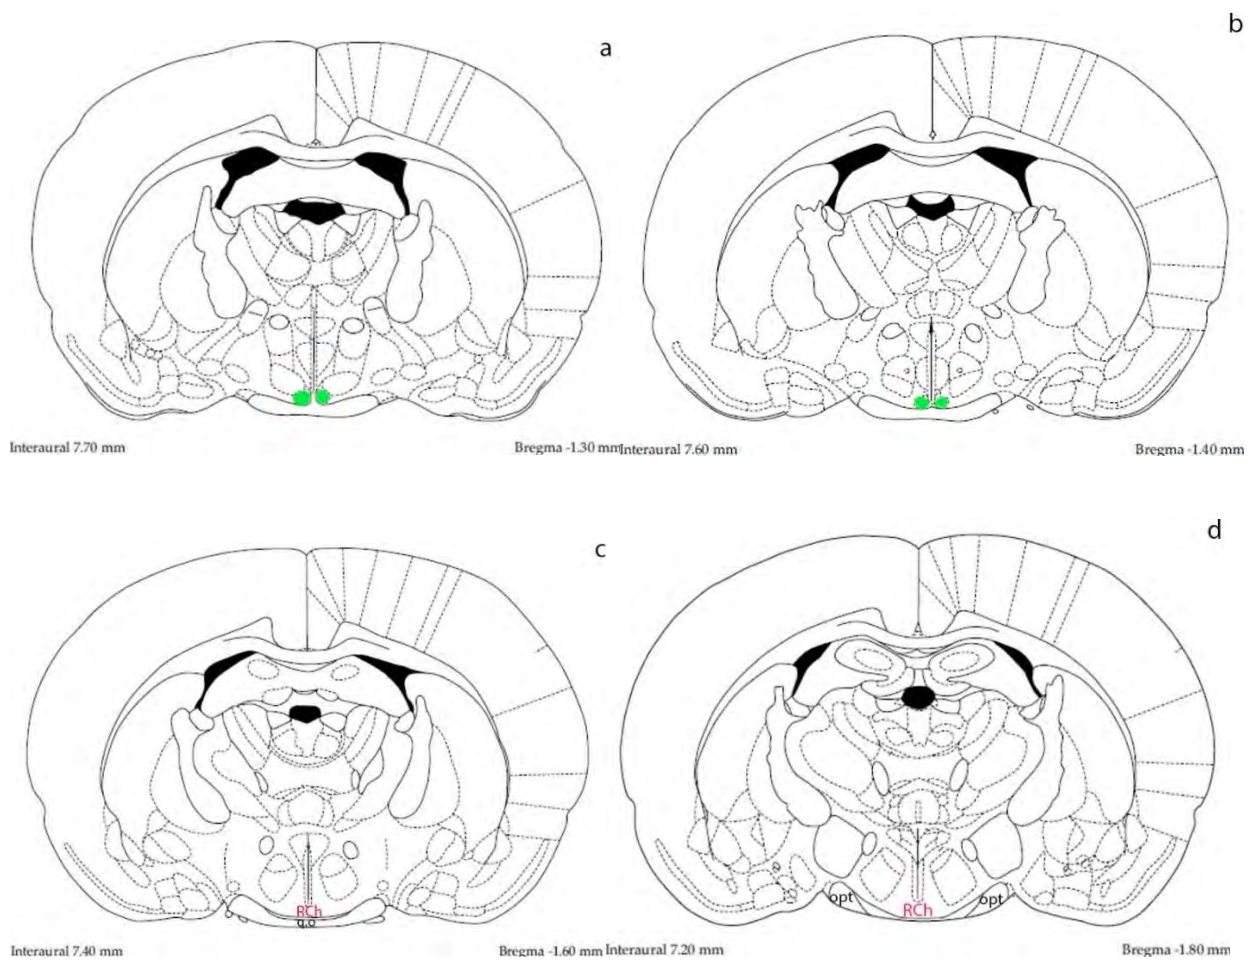 a
b
Interaural 7.70 mm
Bregma -1.30 mm
Interaural 7.60 mm
Bregma -1.40 mm
c
d
RCh
q,o
opt
RCh
opt
Interaural 7.40 mm
Bregma -1.60 mm
Interaural 7.20 mm
Bregma -1.80 mm